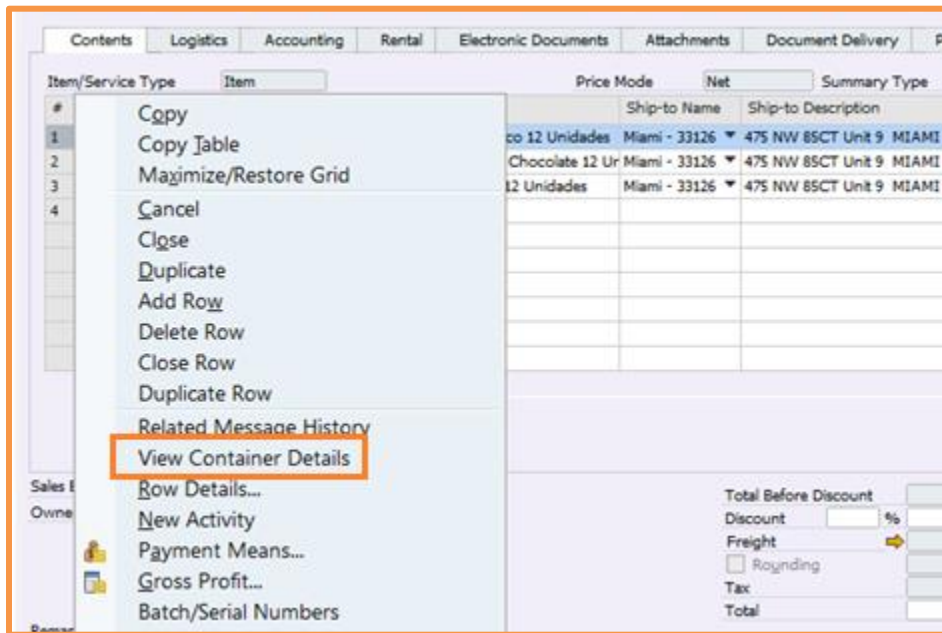 Contents Logistics Accounting Rental Electronic Documents Attachments Document Delivery P
Item/Service Type Item Price Mode Net Summary Type
# Ship-to Name Ship-to Description
1 co 12 Unidades Miami - 33126 475 NW 85CT Unit 9 MIAMI
2 Chocolate 12 Ur Miami - 33126 475 NW 85CT Unit 9 MIAMI
3 12 Unidades Miami - 33126 475 NW 85CT Unit 9 MIAMI
4
Copy
Copy Table
Maximize/Restore Grid
Cancel
Close
Duplicate
Add Row
Delete Row
Close Row
Duplicate Row
Related Message History
View Container Details
Row Details...
New Activity
Payment Means...
Gross Profit...
Batch/Serial Numbers
Sales E
Owne
Total Before Discount
Discount %
Freight
Rounding
Tax
Total